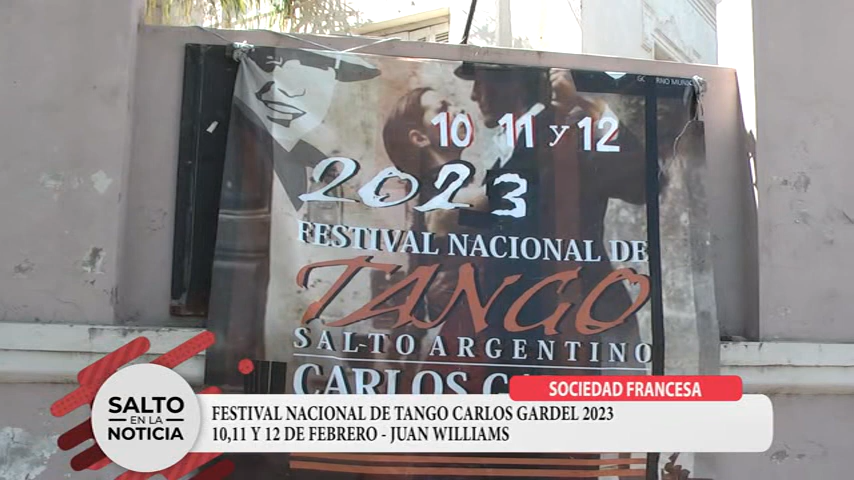 10 11 y 12
2023
FESTIVAL NACIONAL DE
TANGO
SALTO ARGENTINO
CARLOS
SOCIEDAD FRANCESA
SALTO
EN LA
NOTICIA
FESTIVAL NACIONAL DE TANGO CARLOS GARDEL 2023
10,11 Y 12 DE FEBRERO - JUAN WILLIAMS